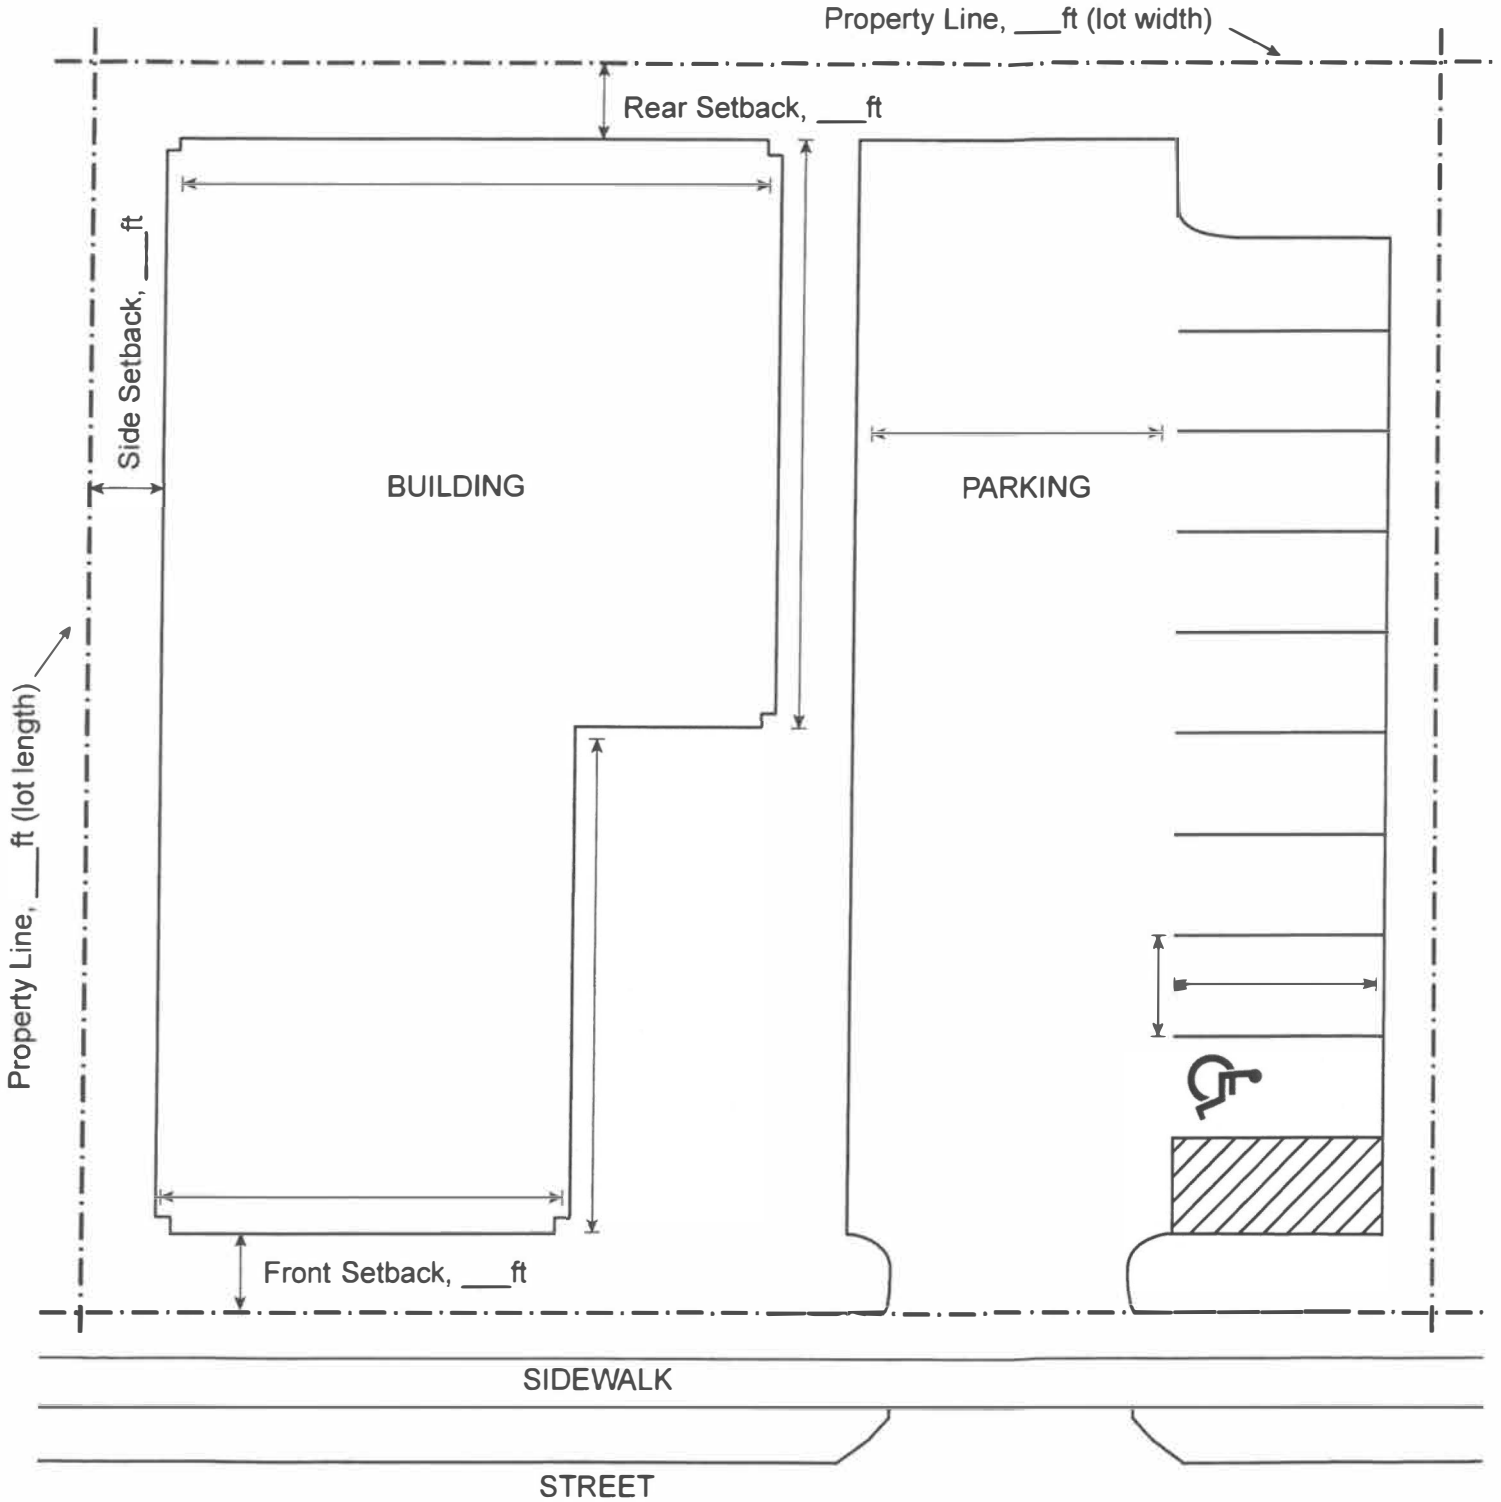 Property Line, ___ft (lot width)
Rear Setback, ___ft
Side Setback, ___ft
BUILDING
PARKING
Property Line, ___ft (lot length)
Front Setback, ___ft
SIDEWALK
STREET